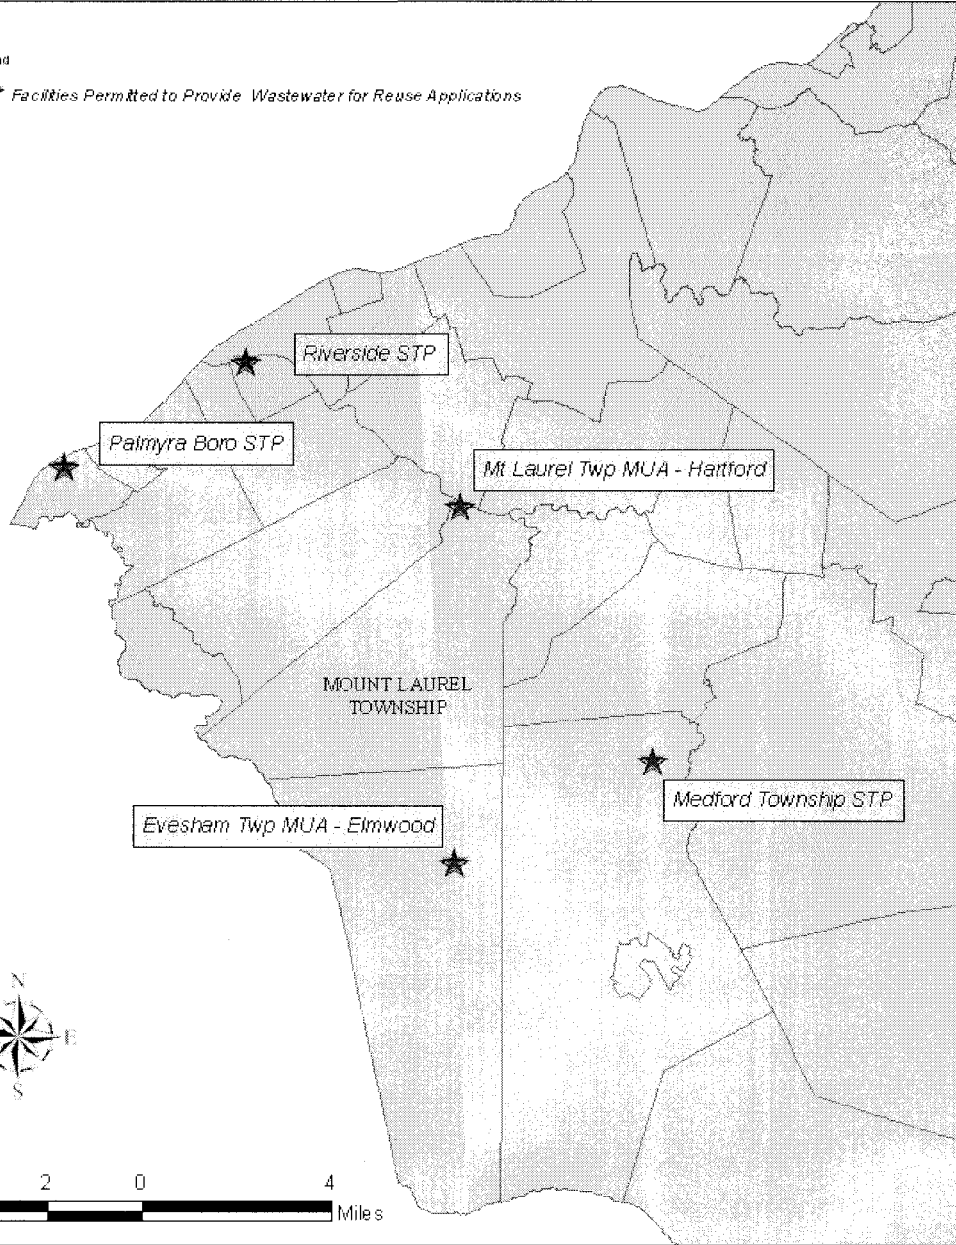 nd
* Facilities Permitted to Provide Wastewater for Reuse Applications
Riverside STP
Palmyra Boro STP
Mt Laurel Twp MUA - Hartford
MOUNT LAUREL
TOWNSHIP
Medford Township STP
Evesham Twp MUA - Elmwood
N
E
S
2 0 4
Miles